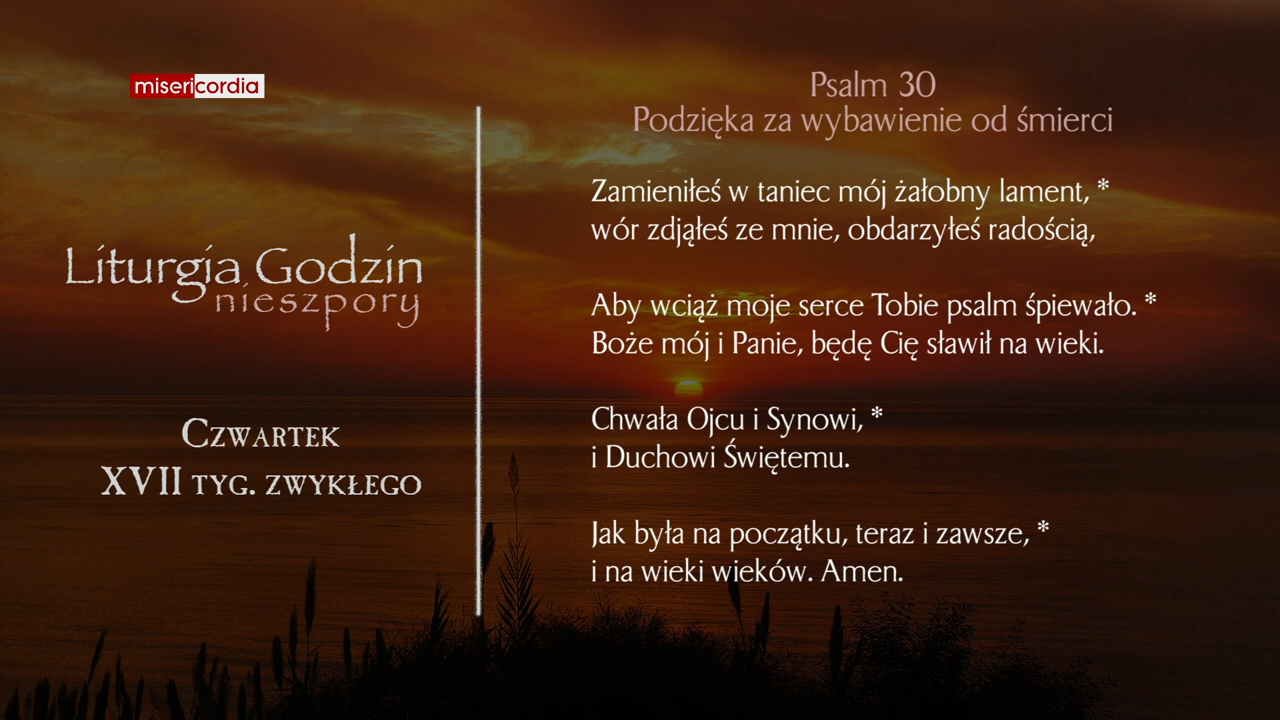 misericordia
Liturgia Godzin
nieszpory
Czwartek
XVII tyg. zwykłego
Psalm 30
Podzięka za wybawienie od śmierci
Zamieniłeś w taniec mój żałobny lament, *
wór zdjąłeś ze mnie, obdarzyłeś radością,
Aby wciąż moje serce Tobie psalm śpiewało. *
Boże mój i Panie, będę Cię sławił na wieki.
Chwała Ojcu i Synowi, *
i Duchowi Świętemu.
Jak była na początku, teraz i zawsze, *
i na wieki wieków. Amen.